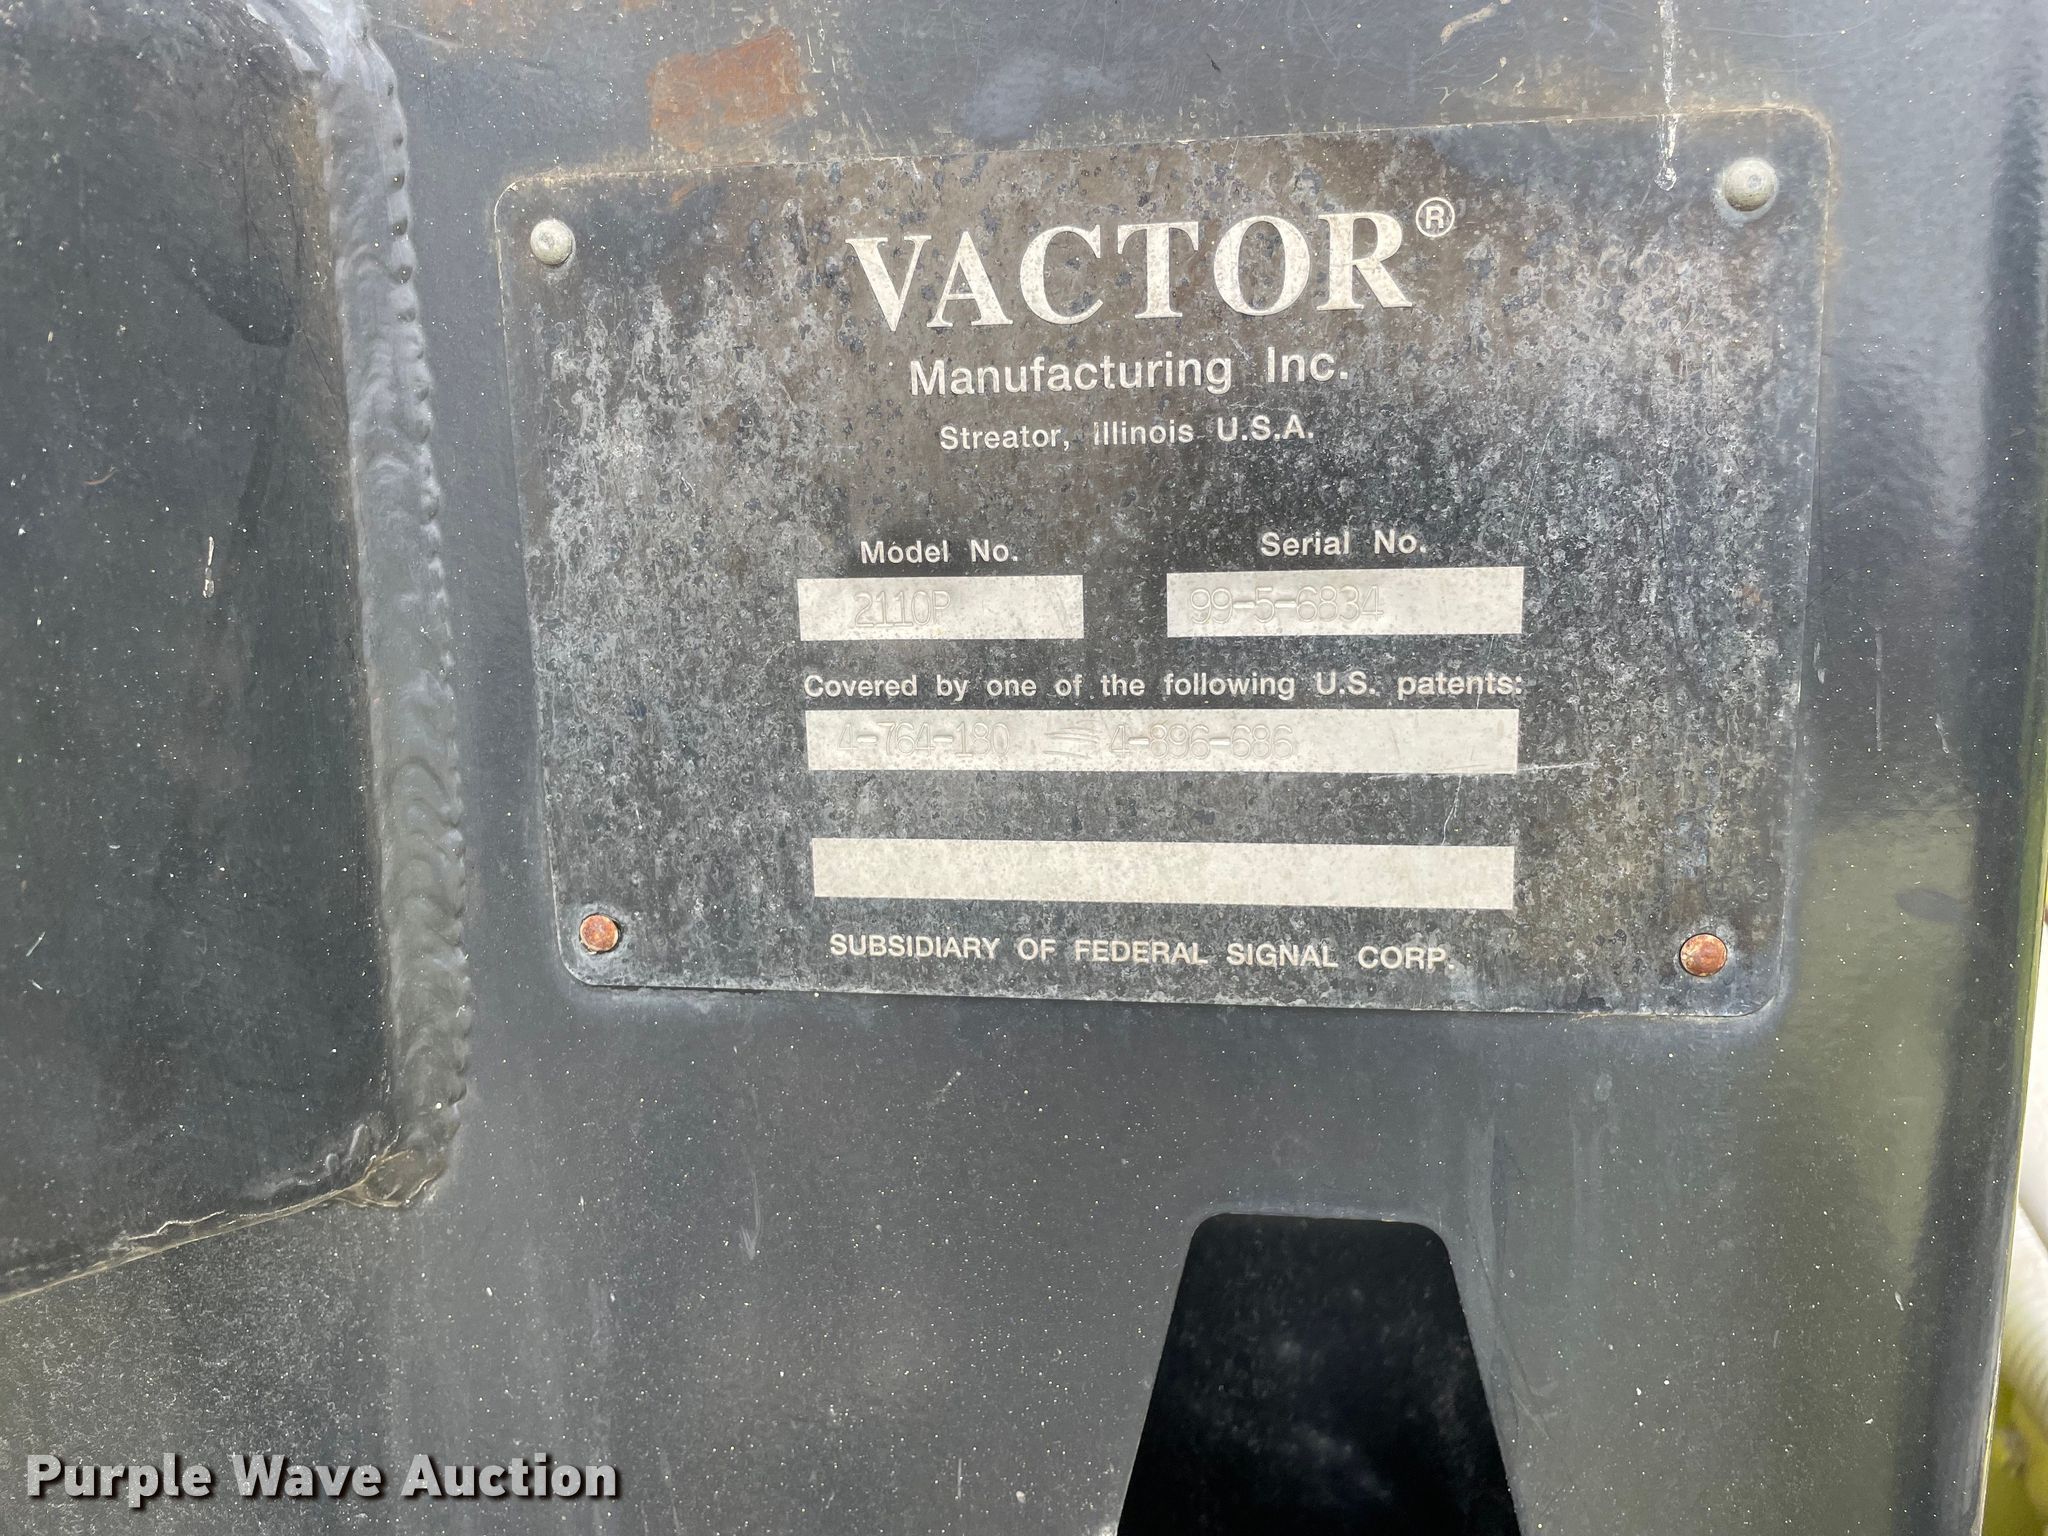 VACTOR®
Manufacturing Inc.
Streator, Illinois U.S.A.
Model No. Serial No.
2110P 99-5-6834
Covered by one of the following U.S. patents:
4-764-180 4-896-686
SUBSIDIARY OF FEDERAL SIGNAL CORP.
Purple Wave Auction